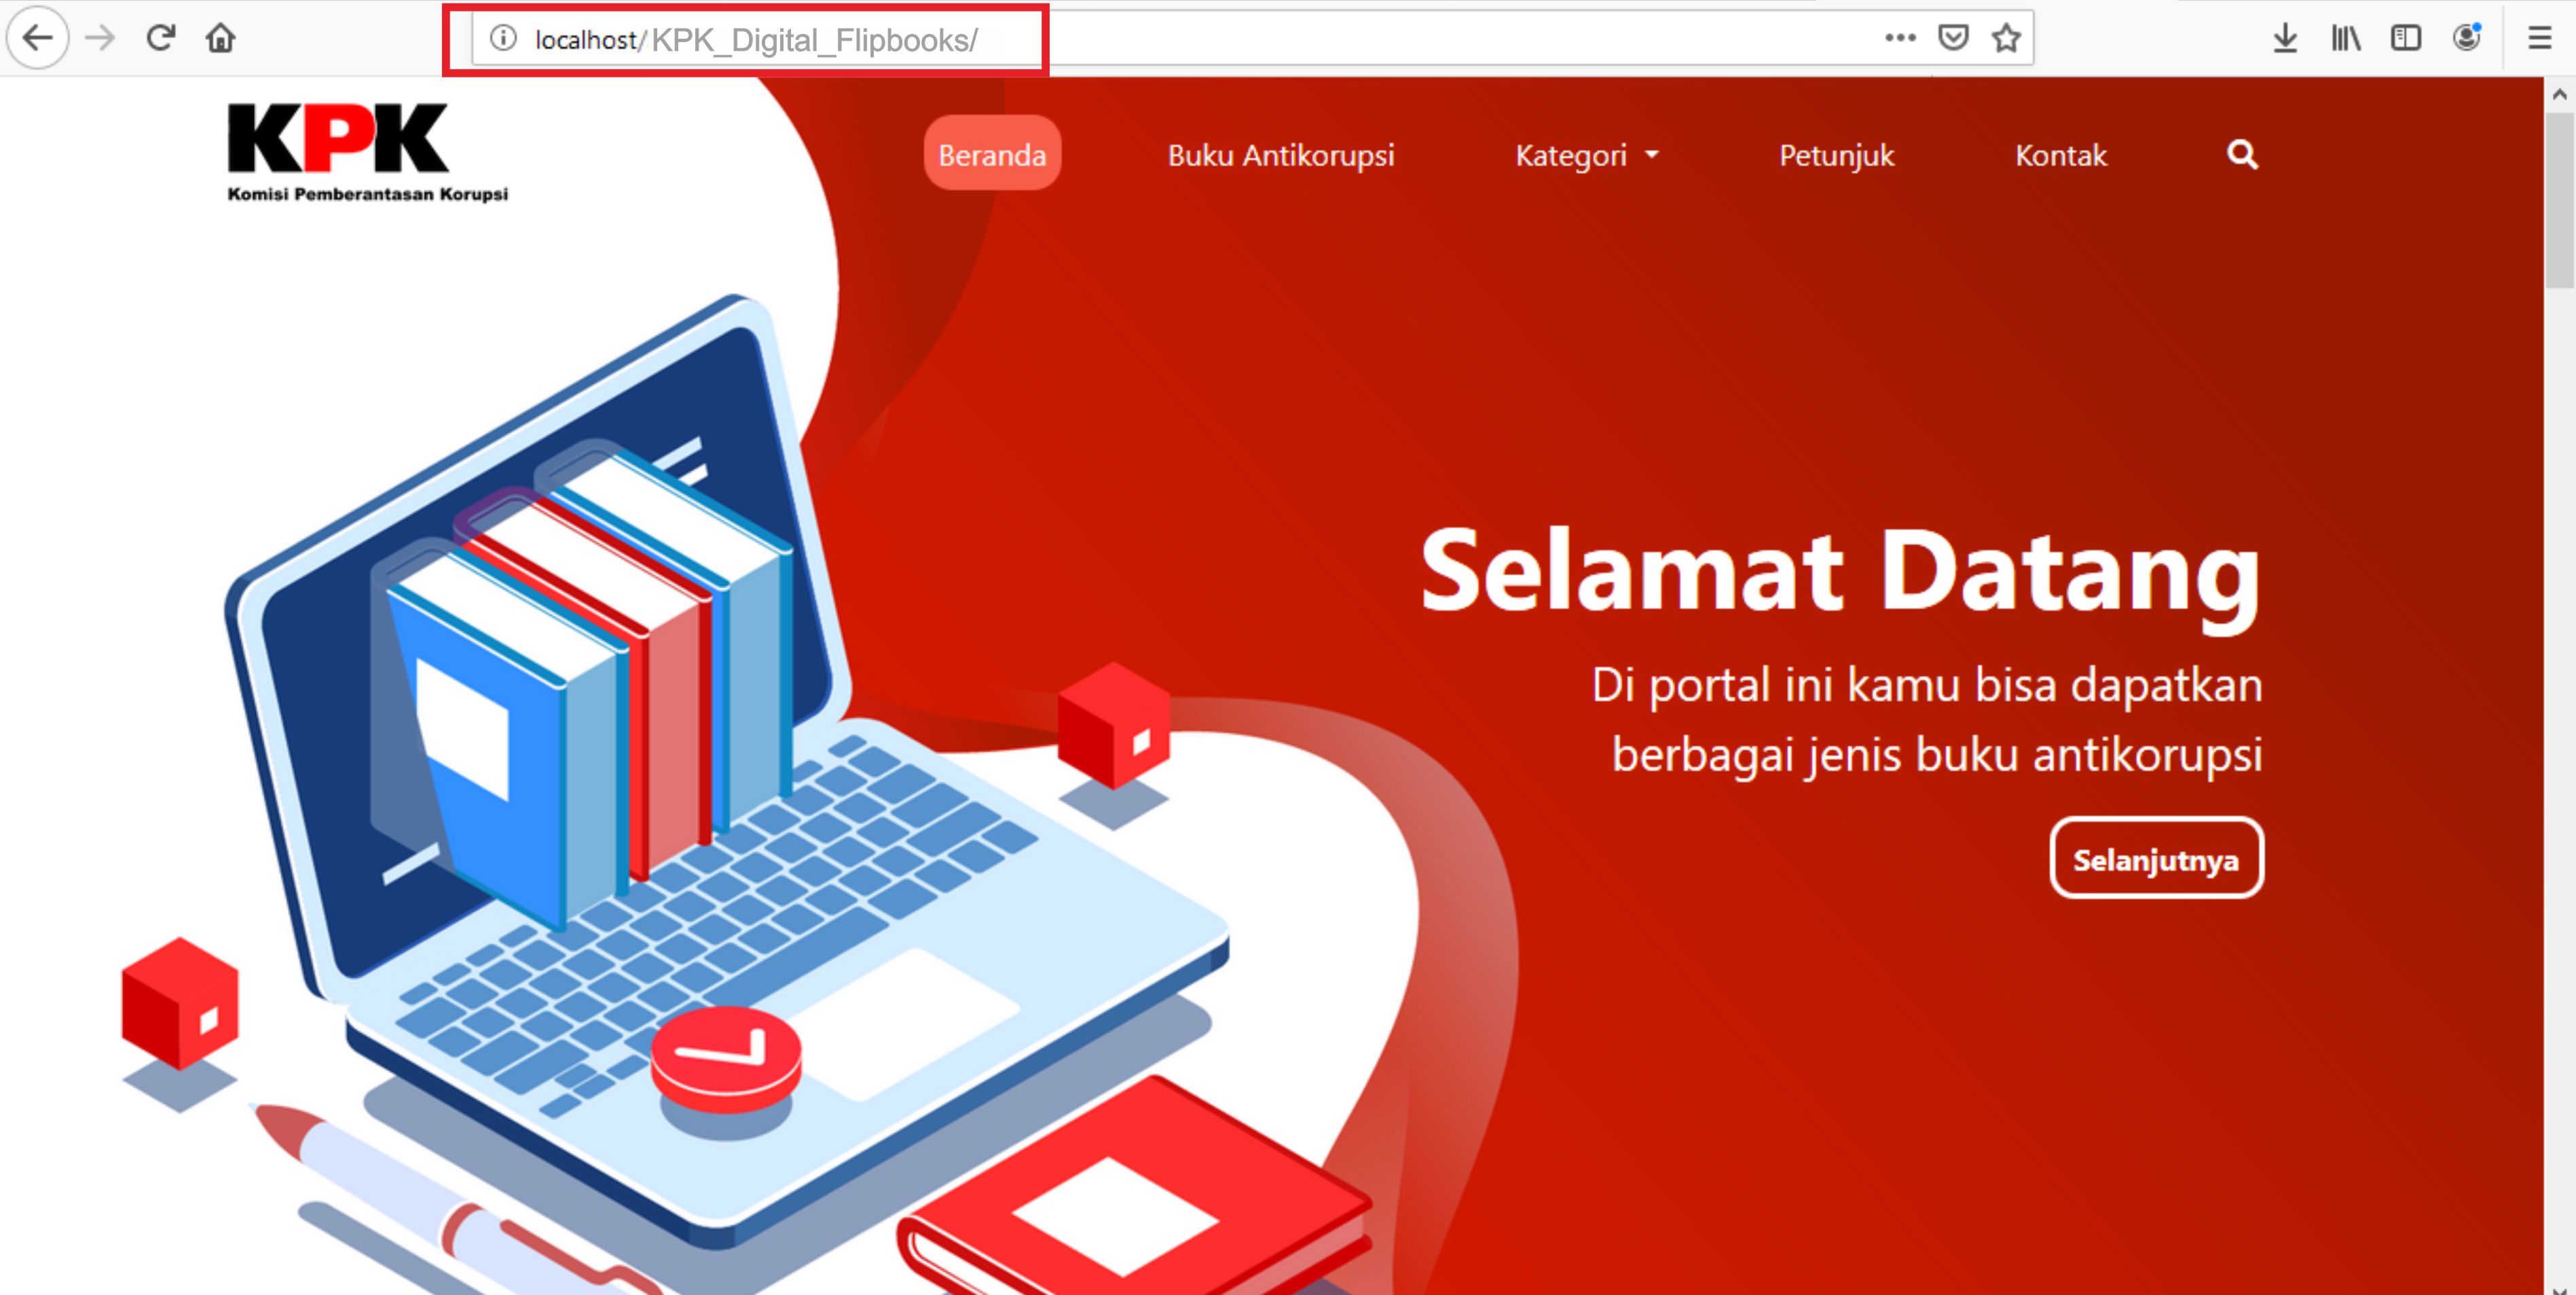 localhost/KPK_Digital_Flipbooks/
KPK
Komisi Pemberantasan Korupsi
Beranda
Buku Antikorupsi
Kategori
Petunjuk
Kontak
Selamat Datang
Di portal ini kamu bisa dapatkan
berbagai jenis buku antikorupsi
Selanjutnya